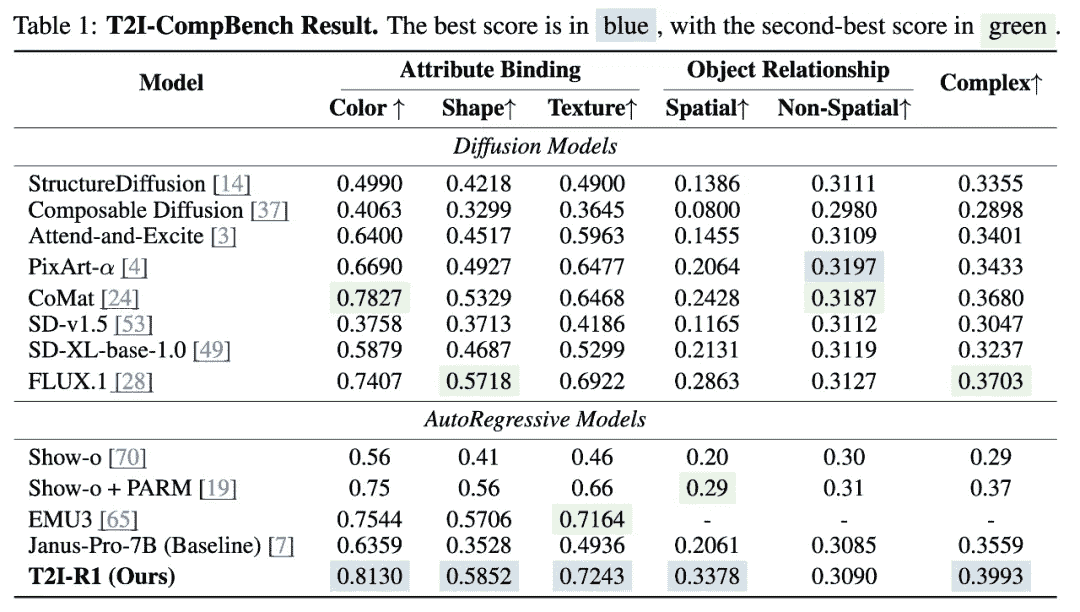 Table 1: T2I-CompBench Result. The best score is in blue , with the second-best score in green .
Model Attribute Binding Object Relationship Complex↑
Color ↑ Shape↑ Texture↑ Spatial↑ Non-Spatial↑
Diffusion Models
StructureDiffusion [14] 0.4990 0.4218 0.4900 0.1386 0.3111 0.3355
Composable Diffusion [37] 0.4063 0.3299 0.3645 0.0800 0.2980 0.2898
Attend-and-Excite [3] 0.6400 0.4517 0.5963 0.1455 0.3109 0.3401
PixArt-α [4] 0.6690 0.4927 0.6477 0.2064 0.3197 0.3433
CoMat [24] 0.7827 0.5329 0.6468 0.2428 0.3187 0.3680
SD-v1.5 [53] 0.3758 0.3713 0.4186 0.1165 0.3112 0.3047
SD-XL-base-1.0 [49] 0.5879 0.4687 0.5299 0.2131 0.3119 0.3237
FLUX.1 [28] 0.7407 0.5718 0.6922 0.2863 0.3127 0.3703
AutoRegressive Models
Show-o [70] 0.56 0.41 0.46 0.20 0.30 0.29
Show-o + PARM [19] 0.75 0.56 0.66 0.29 0.31 0.37
EMU3 [65] 0.7544 0.5706 0.7164 - - -
Janus-Pro-7B (Baseline) [7] 0.6359 0.3528 0.4936 0.2061 0.3085 0.3559
T2I-R1 (Ours) 0.8130 0.5852 0.7243 0.3378 0.3090 0.3993